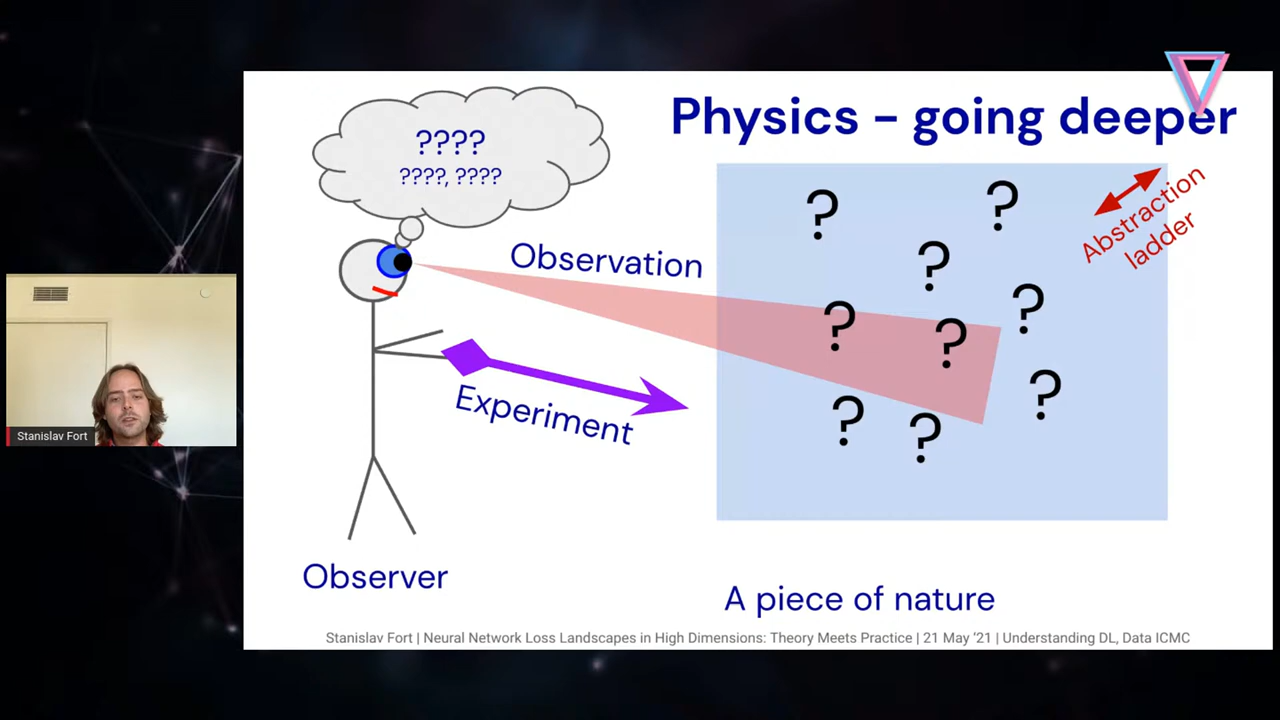 Physics - going deeper
????
????, ????
Observation
Experiment
? ? ? ? ? ? ? ? ?
Abstraction
ladder
Observer
A piece of nature
Stanislav Fort
Stanislav Fort | Neural Network Loss Landscapes in High Dimensions: Theory Meets Practice | 21 May '21 | Understanding DL, Data ICMC